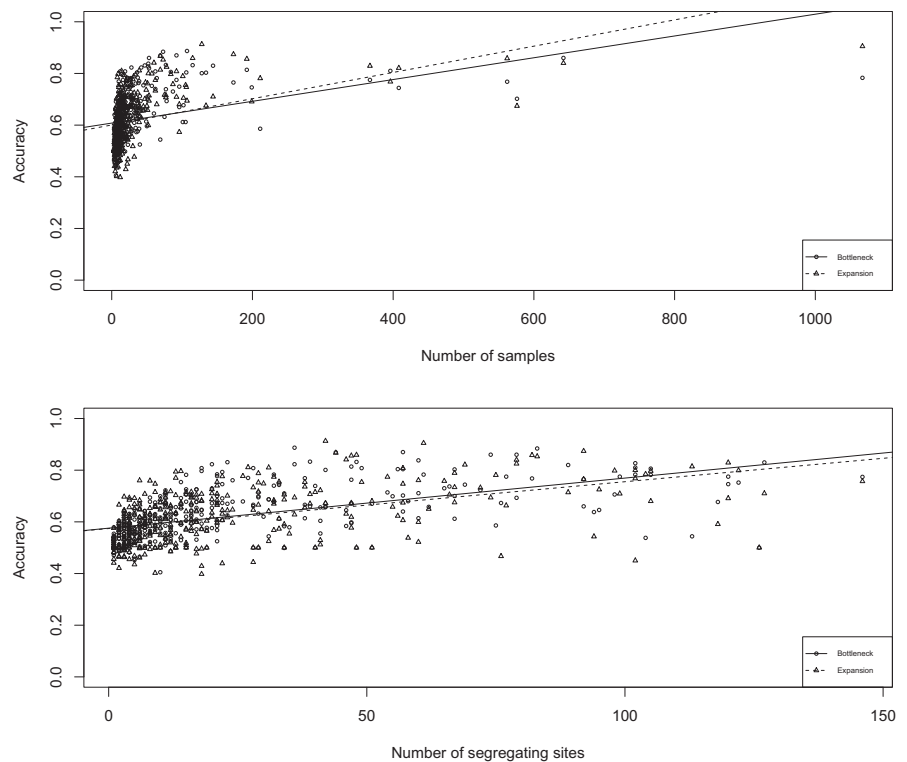 1.0
0.8
0.6
0.4
0.2
0.0
Accuracy
Bottleneck
Expansion
0 200 400 600 800 1000
Number of samples
1.0
0.8
0.6
0.4
0.2
0.0
Accuracy
Bottleneck
Expansion
0 50 100 150
Number of segregating sites